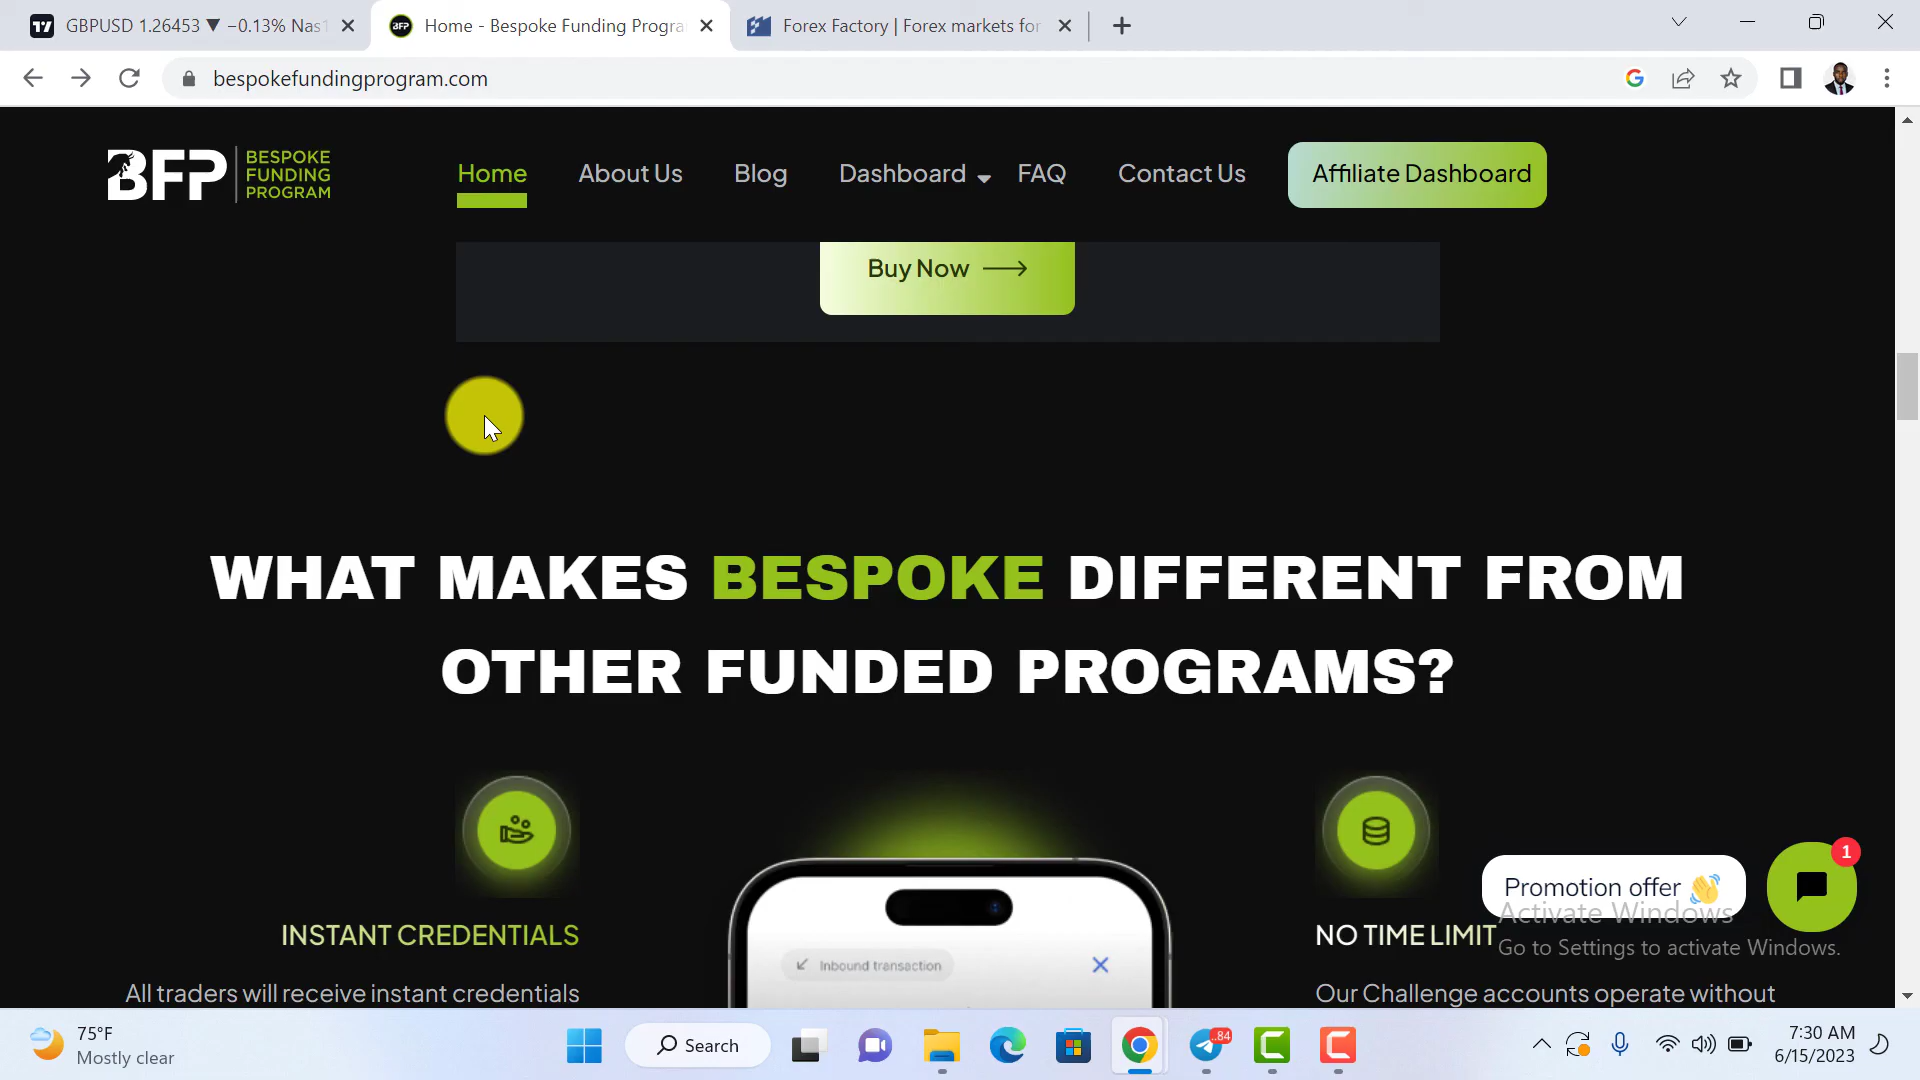 GBPUSD 1.26453 ▼ −0.13% Nas1
Home - Bespoke Funding Progra
Forex Factory | Forex markets for
bespokefundingprogram.com
BFP BESPOKE FUNDING PROGRAM
Home
About Us
Blog
Dashboard
FAQ
Contact Us
Affiliate Dashboard
Buy Now
WHAT MAKES BESPOKE DIFFERENT FROM
OTHER FUNDED PROGRAMS?
INSTANT CREDENTIALS
All traders will receive instant credentials
Inbound transaction
NO TIME LIMIT
Our Challenge accounts operate without
Promotion offer 👋
1
Activate Windows
Go to Settings to activate Windows.
75°F
Mostly clear
Search
..84
7:30 AM
6/15/2023